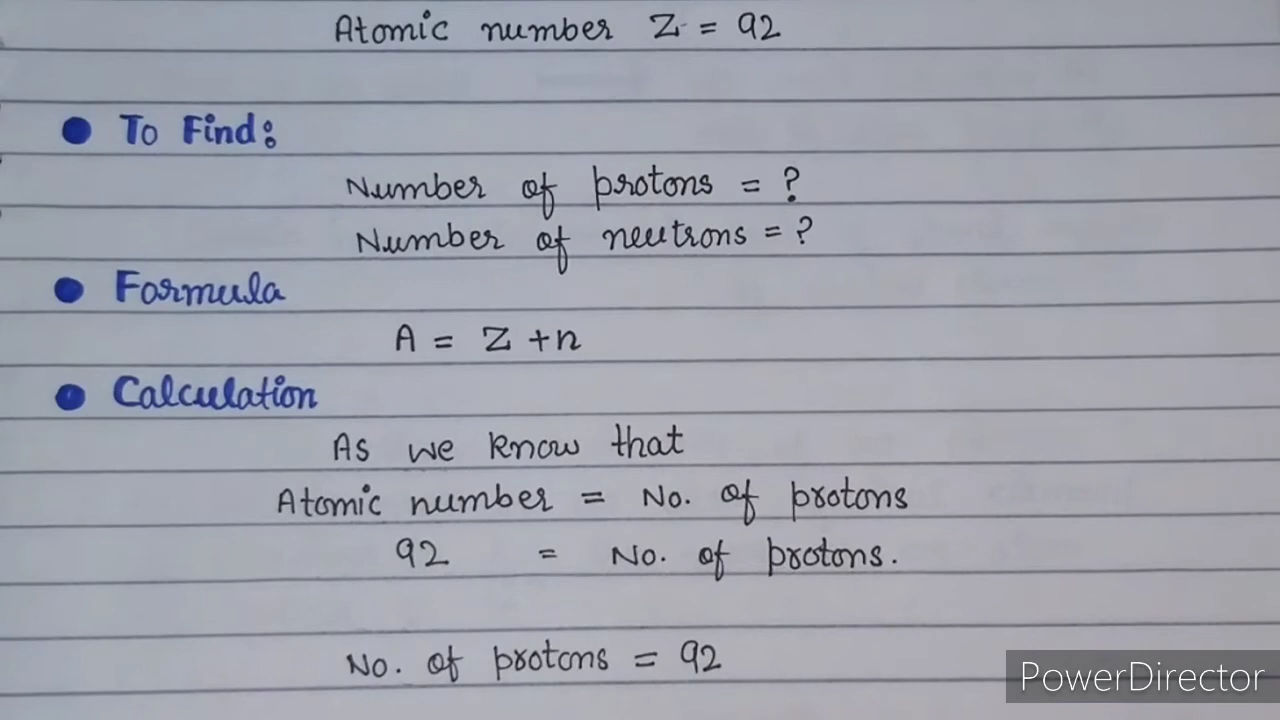 Atomic number Z = 92
● To Find:
Number of protons = ?
Number of neutrons = ?
● Formula
A = Z + n
● Calculation
As we know that
Atomic number = No. of protons
92 = No. of protons.
No. of protons = 92
PowerDirector